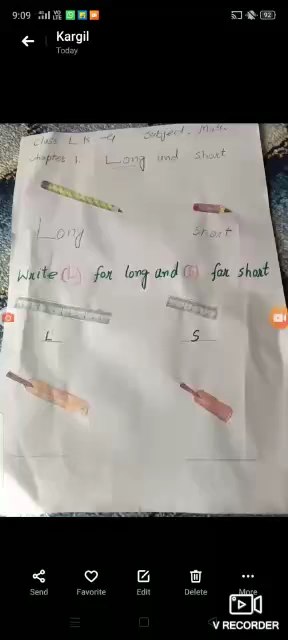 9:09
92
Kargil
Today
Class L K G Subject Math
Chapter 1. Long and short
Long short
Write (L) for long and (S) for short
L S
Send Favorite Edit Delete More
V RECORDER